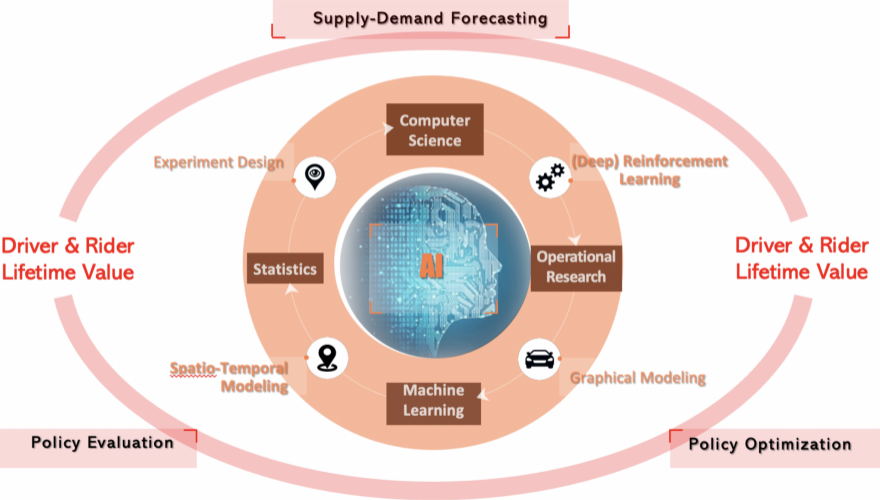 Supply-Demand Forecasting
Computer
Science
Experiment Design
(Deep) Reinforcement
Learning
Driver & Rider
Lifetime Value
Statistics
AI
Operational
Research
Driver & Rider
Lifetime Value
Spatio-Temporal
Modeling
Machine
Learning
Graphical Modeling
Policy Evaluation
Policy Optimization